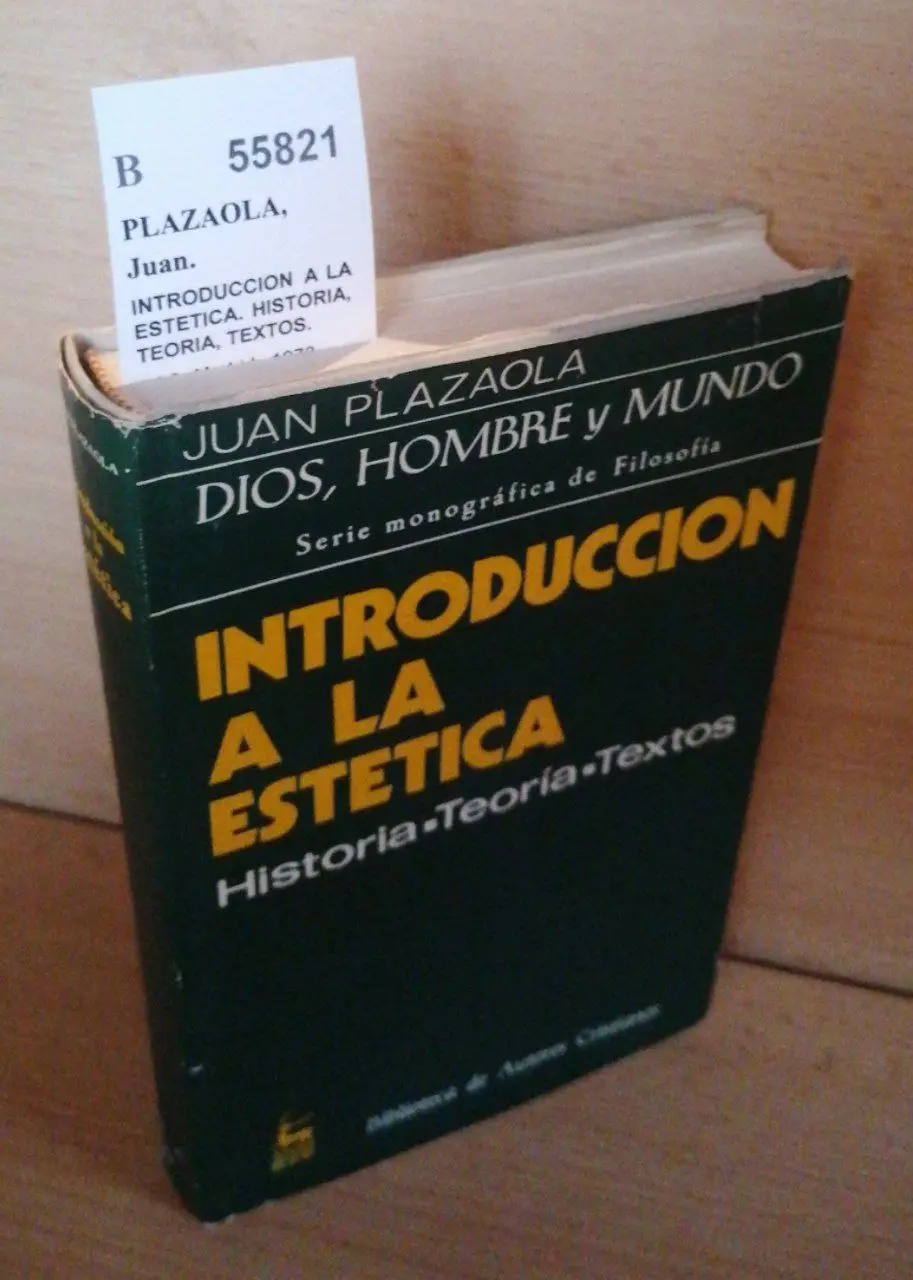 B 55821
PLAZAOLA,
Juan.
INTRODUCCION A LA
ESTETICA. HISTORIA,
TEORIA, TEXTOS.
JUAN PLAZAOLA
DIOS, HOMBRE y MUNDO
Serie monográfica de Filosofía
INTRODUCCION
A LA
ESTETICA
Historia·Teoría·Textos
Biblioteca de Autores Cristianos